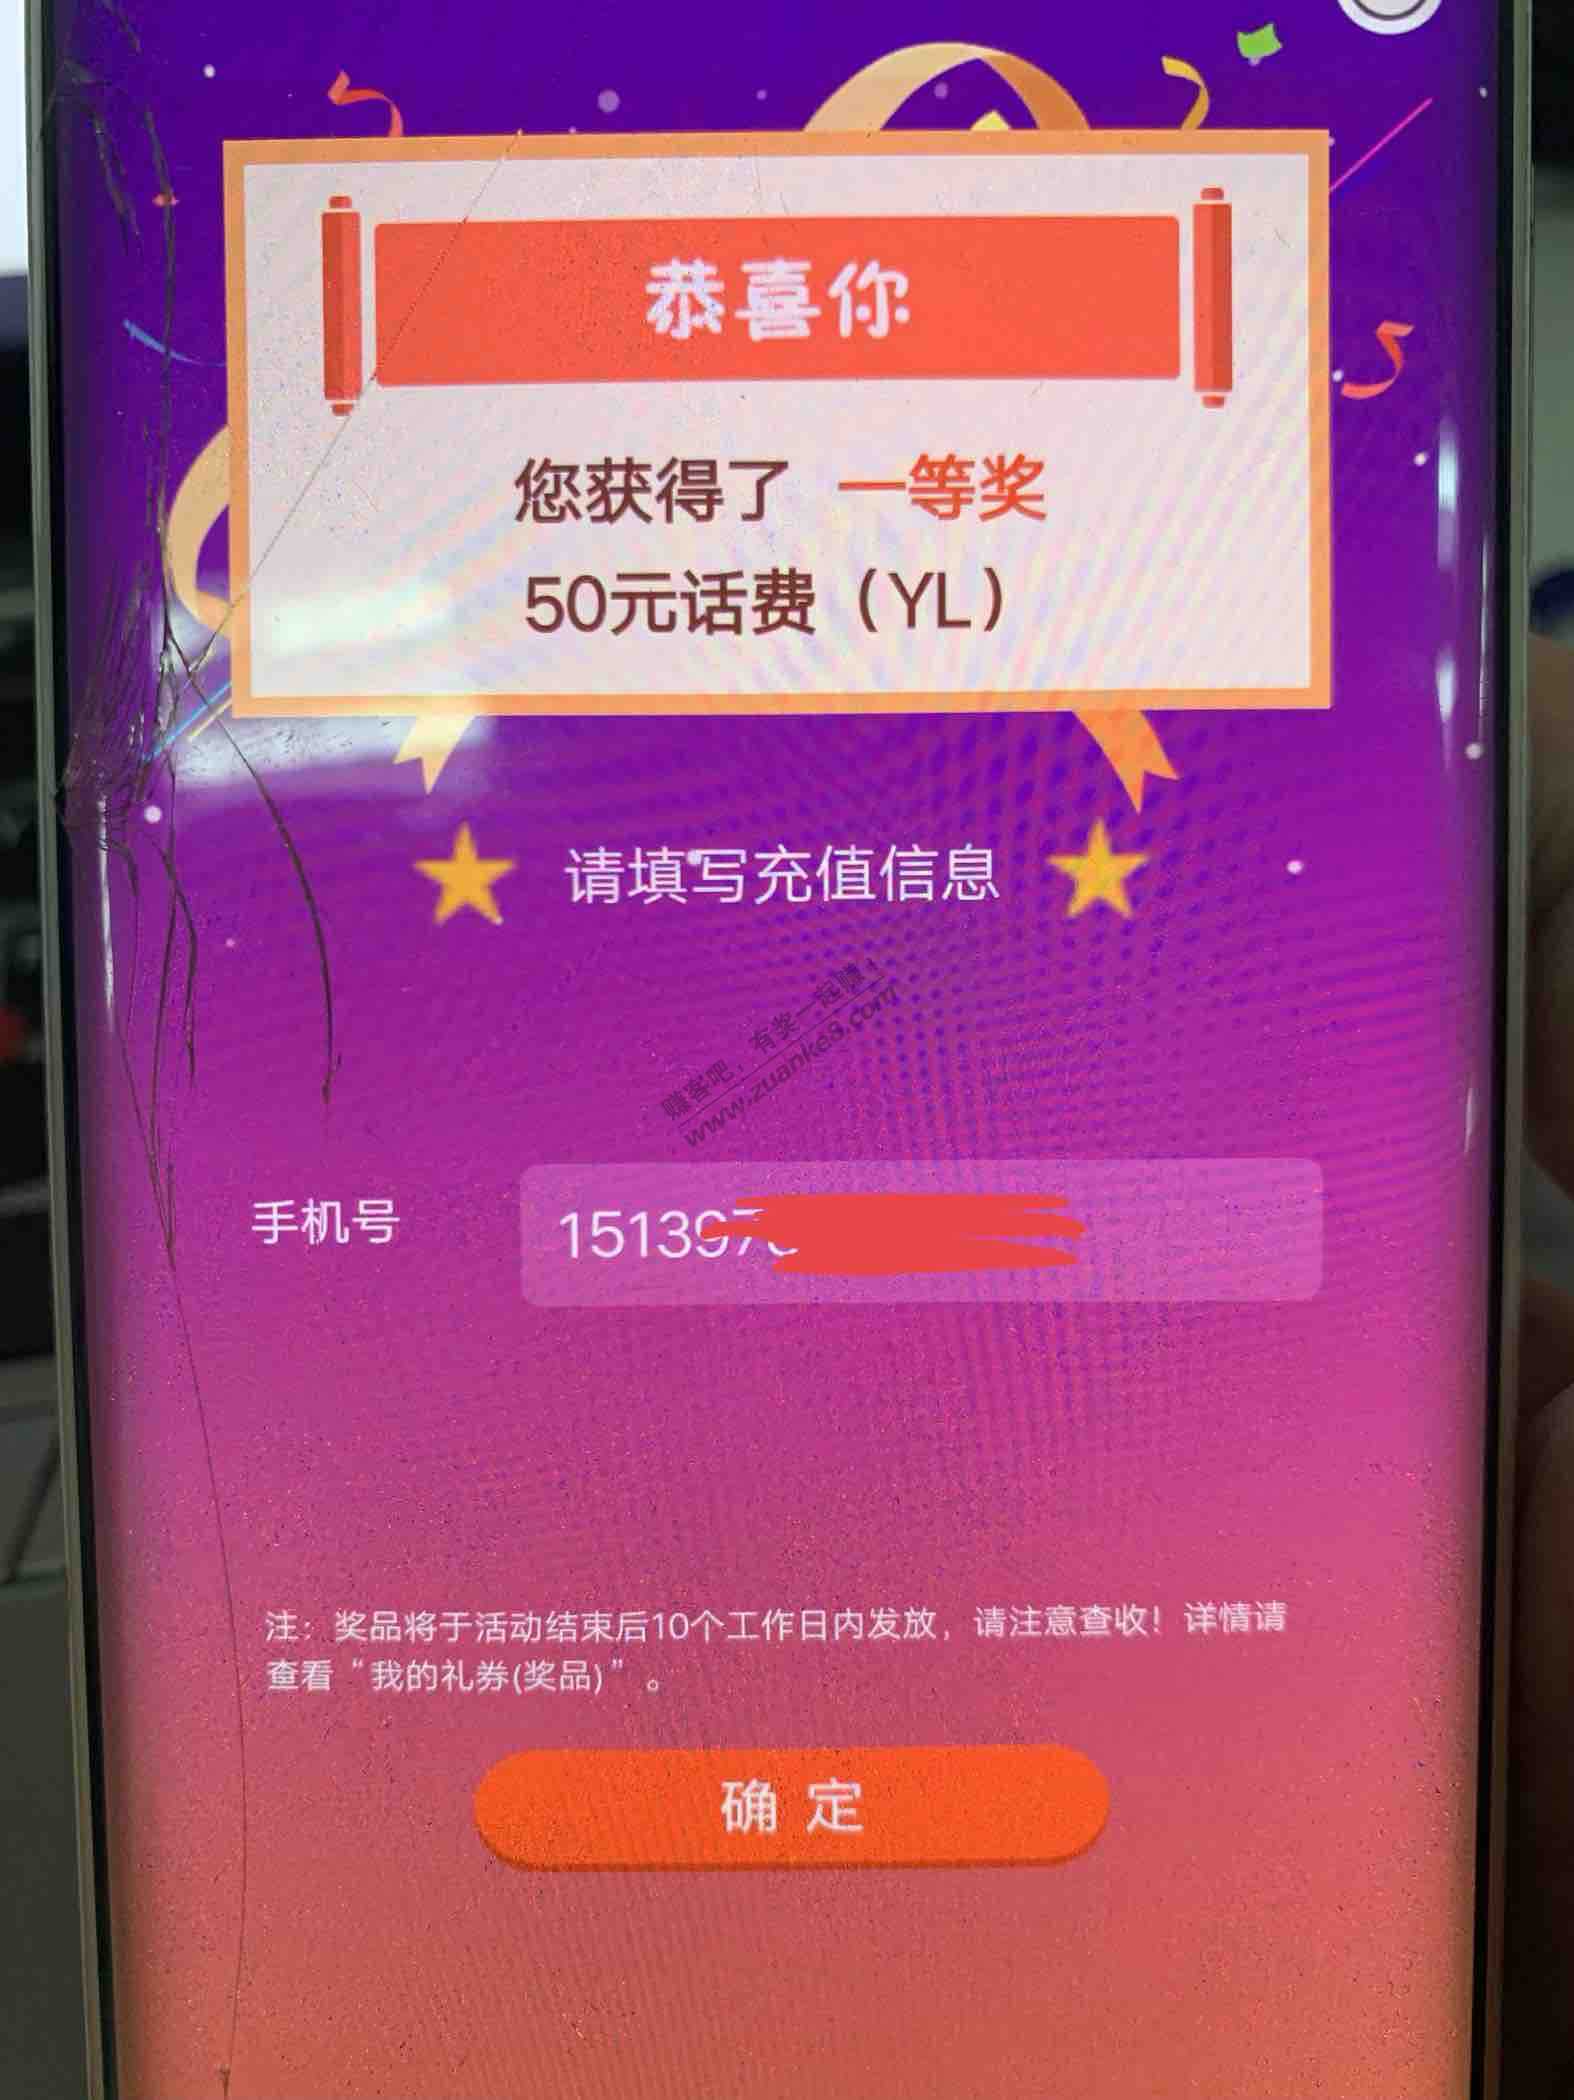 恭喜你
您获得了 一等奖
50元话费（YL）
请填写充值信息
赚客吧，有奖一起赚！
www.zuanke8.com
手机号
151397
注：奖品将于活动结束后10个工作日内发放，请注意查收！详情请
查看“我的礼券(奖品)”。
确 定